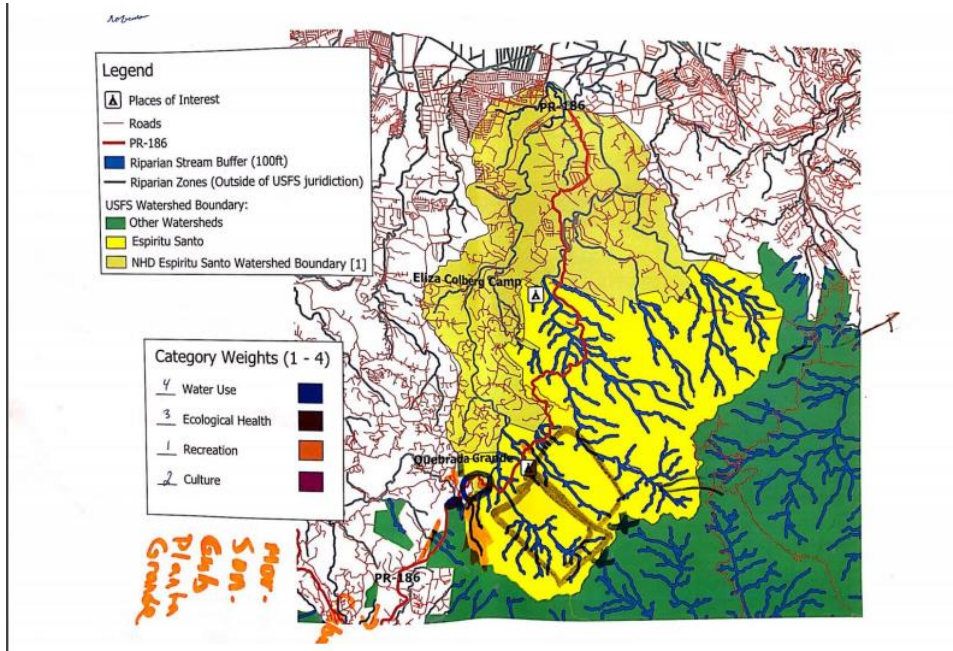 Legend
Places of Interest
Roads
PR-186
Riparian Stream Buffer (100ft)
Riparian Zones (Outside of USFS juridiction)
USFS Watershed Boundary:
Other Watersheds
Espiritu Santo
NHD Espiritu Santo Watershed Boundary [1]
PR-186
Eliza Colberg Camp
Category Weights (1 - 4)
4 Water Use
3 Ecological Health
1 Recreation
2 Culture
Quebrada Grande
PR-186